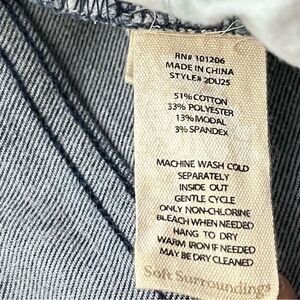 RN# 101206
MADE IN CHINA
STYLE# 2DU25
51% COTTON
33% POLYESTER
13% MODAL
3% SPANDEX
MACHINE WASH COLD
SEPARATELY
INSIDE OUT
GENTLE CYCLE
ONLY NON-CHLORINE
BLEACH WHEN NEEDED
HANG TO DRY
WARM IRON IF NEEDED
MAY BE DRY CLEANED
Soft Surroundings